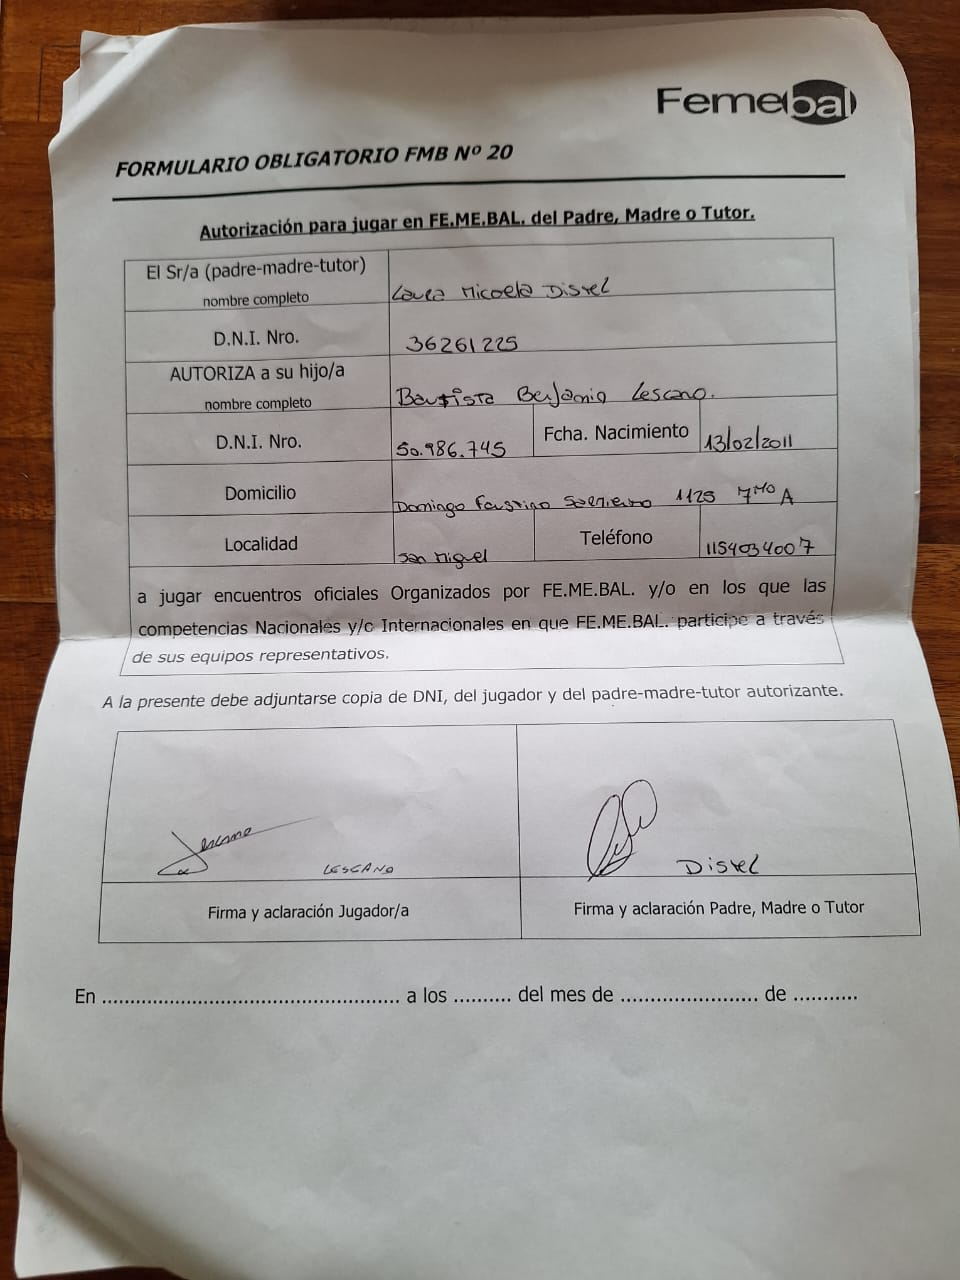 Femebal
FORMULARIO OBLIGATORIO FMB Nº 20
Autorización para jugar en FE.ME.BAL. del Padre, Madre o Tutor.
El Sr/a (padre-madre-tutor)
nombre completo
Laura Micaela Distel
D.N.I. Nro.
36261225
AUTORIZA a su hijo/a
nombre completo
Bautista Benjamin Lescano.
D.N.I. Nro.
50.986.745
Fcha. Nacimiento
13/02/2011
Domicilio
Domingo Faustino Sarmiento 1125 7mo A
Localidad
San Miguel
Teléfono
1154034007
a jugar encuentros oficiales Organizados por FE.ME.BAL. y/o en los que las
competencias Nacionales y/o Internacionales en que FE.ME.BAL. participe a través
de sus equipos representativos.
A la presente debe adjuntarse copia de DNI, del jugador y del padre-madre-tutor autorizante.
Lescano
LESCANO
Distel
Firma y aclaración Jugador/a
Firma y aclaración Padre, Madre o Tutor
En ..................................................... a los .......... del mes de ........................ de ...........